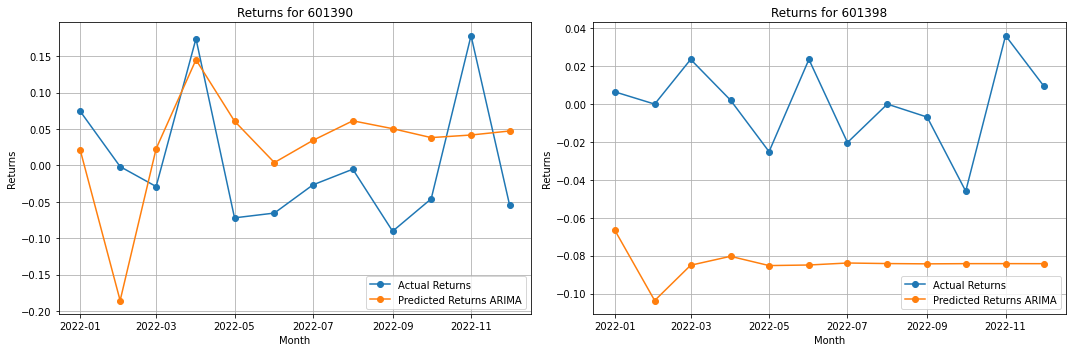 Returns for 601390
Returns
0.15
0.10
0.05
0.00
−0.05
−0.10
−0.15
−0.20
2022-01
2022-03
2022-05
2022-07
2022-09
2022-11
Month
Actual Returns
Predicted Returns ARIMA
Returns for 601398
Returns
0.04
0.02
0.00
−0.02
−0.04
−0.06
−0.08
−0.10
2022-01
2022-03
2022-05
2022-07
2022-09
2022-11
Month
Actual Returns
Predicted Returns ARIMA